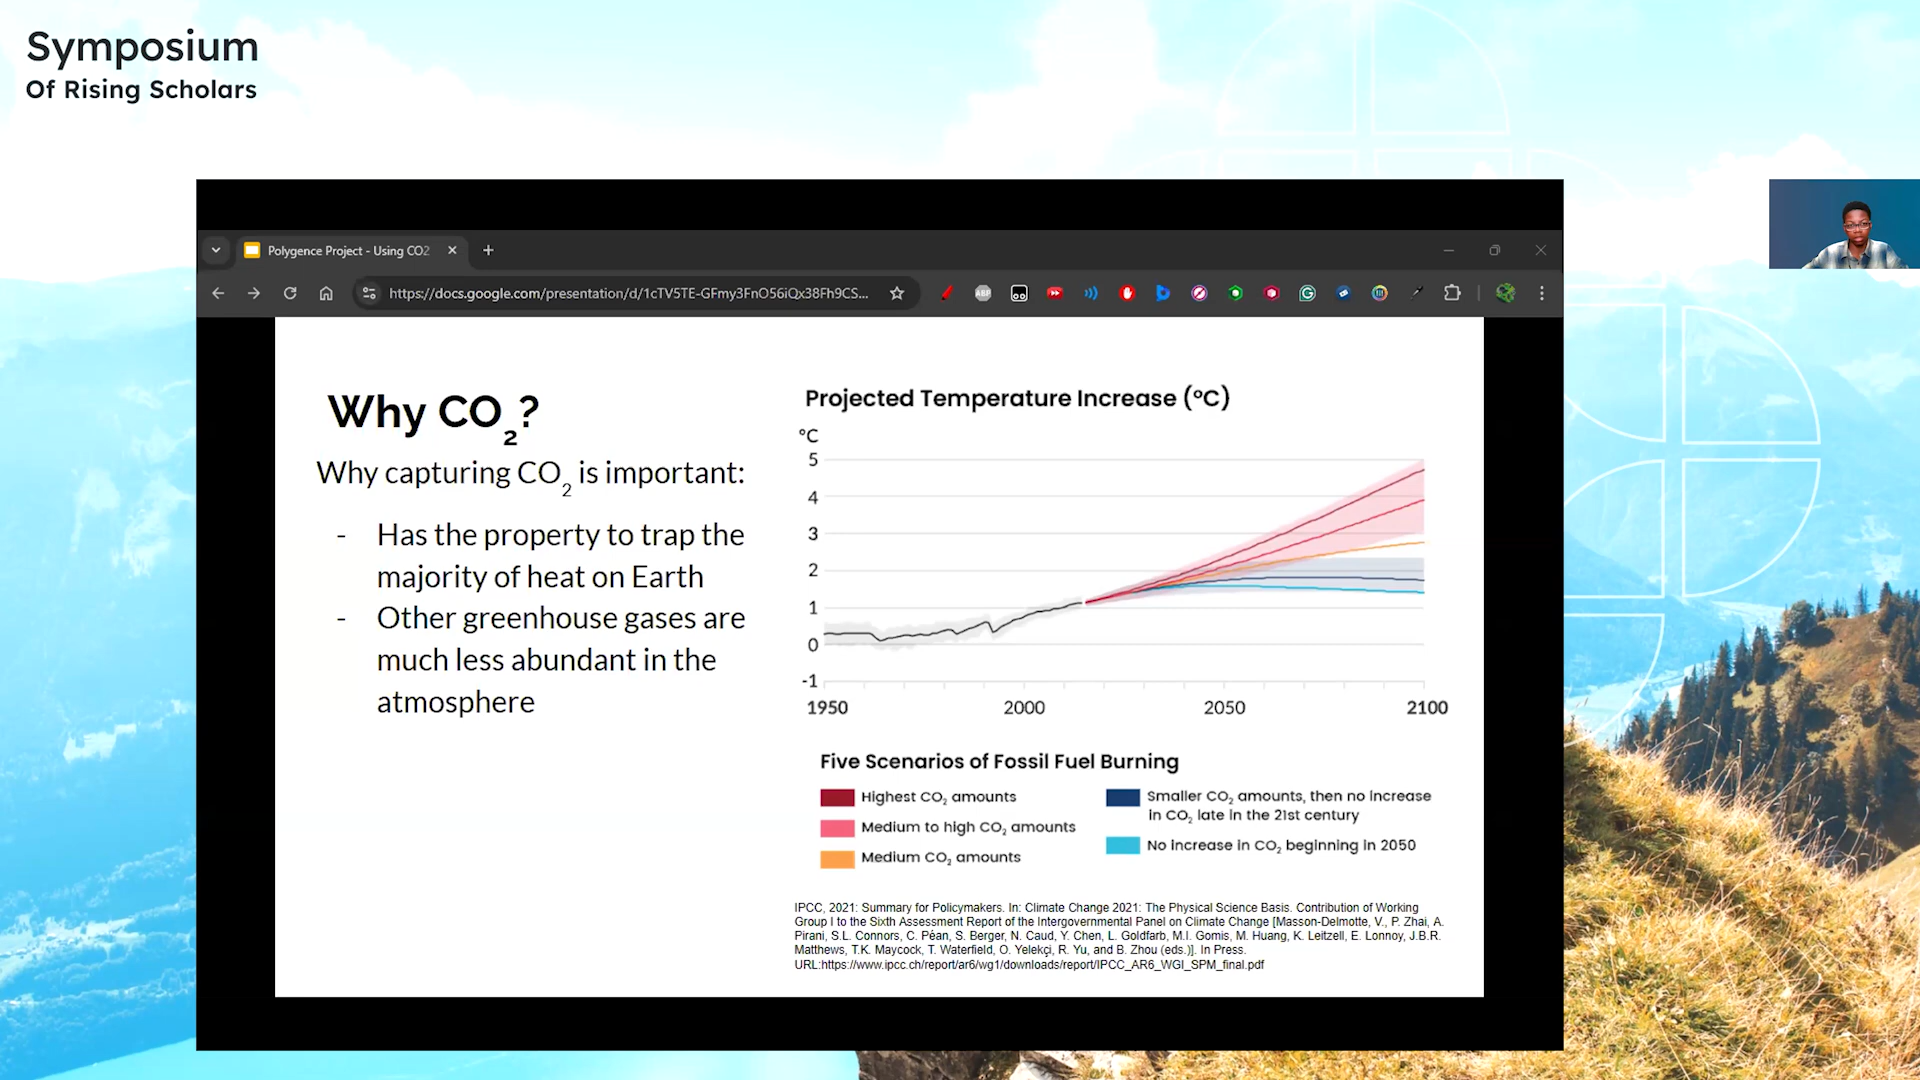 Symposium
Of Rising Scholars
Polygence Project - Using CO2
https://docs.google.com/presentation/d/1cTV5TE-GFmy3FnO56iQx38Fh9CS...
ABP
Why CO₂?
Why capturing CO₂ is important:
- Has the property to trap the
majority of heat on Earth
- Other greenhouse gases are
much less abundant in the
atmosphere
Projected Temperature Increase (ºC)
ºC
5
4
3
2
1
0
-1
1950 2000 2050 2100
Five Scenarios of Fossil Fuel Burning
Highest CO₂ amounts
Medium to high CO₂ amounts
Medium CO₂ amounts
Smaller CO₂ amounts, then no increase
in CO₂ late in the 21st century
No increase in CO₂ beginning in 2050
IPCC, 2021: Summary for Policymakers. In: Climate Change 2021: The Physical Science Basis. Contribution of Working
Group I to the Sixth Assessment Report of the Intergovernmental Panel on Climate Change [Masson-Delmotte, V., P. Zhai, A.
Pirani, S.L. Connors, C. Péan, S. Berger, N. Caud, Y. Chen, L. Goldfarb, M.I. Gomis, M. Huang, K. Leitzell, E. Lonnoy, J.B.R.
Matthews, T.K. Maycock, T. Waterfield, O. Yelekçi, R. Yu, and B. Zhou (eds.)]. In Press.
URL:https://www.ipcc.ch/report/ar6/wg1/downloads/report/IPCC_AR6_WGI_SPM_final.pdf